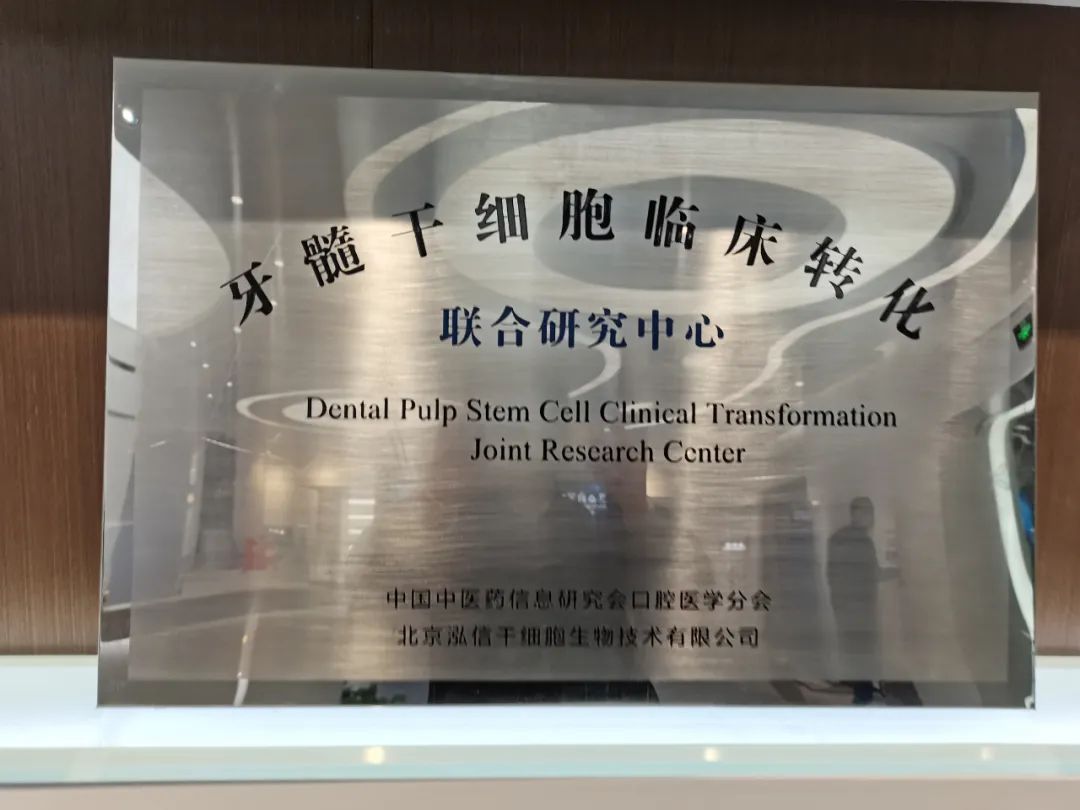 牙髓干细胞临床转化
联合研究中心
Dental Pulp Stem Cell Clinical Transformation
Joint Research Center
中国中医药信息研究会口腔医学分会
北京泓信干细胞生物技术有限公司